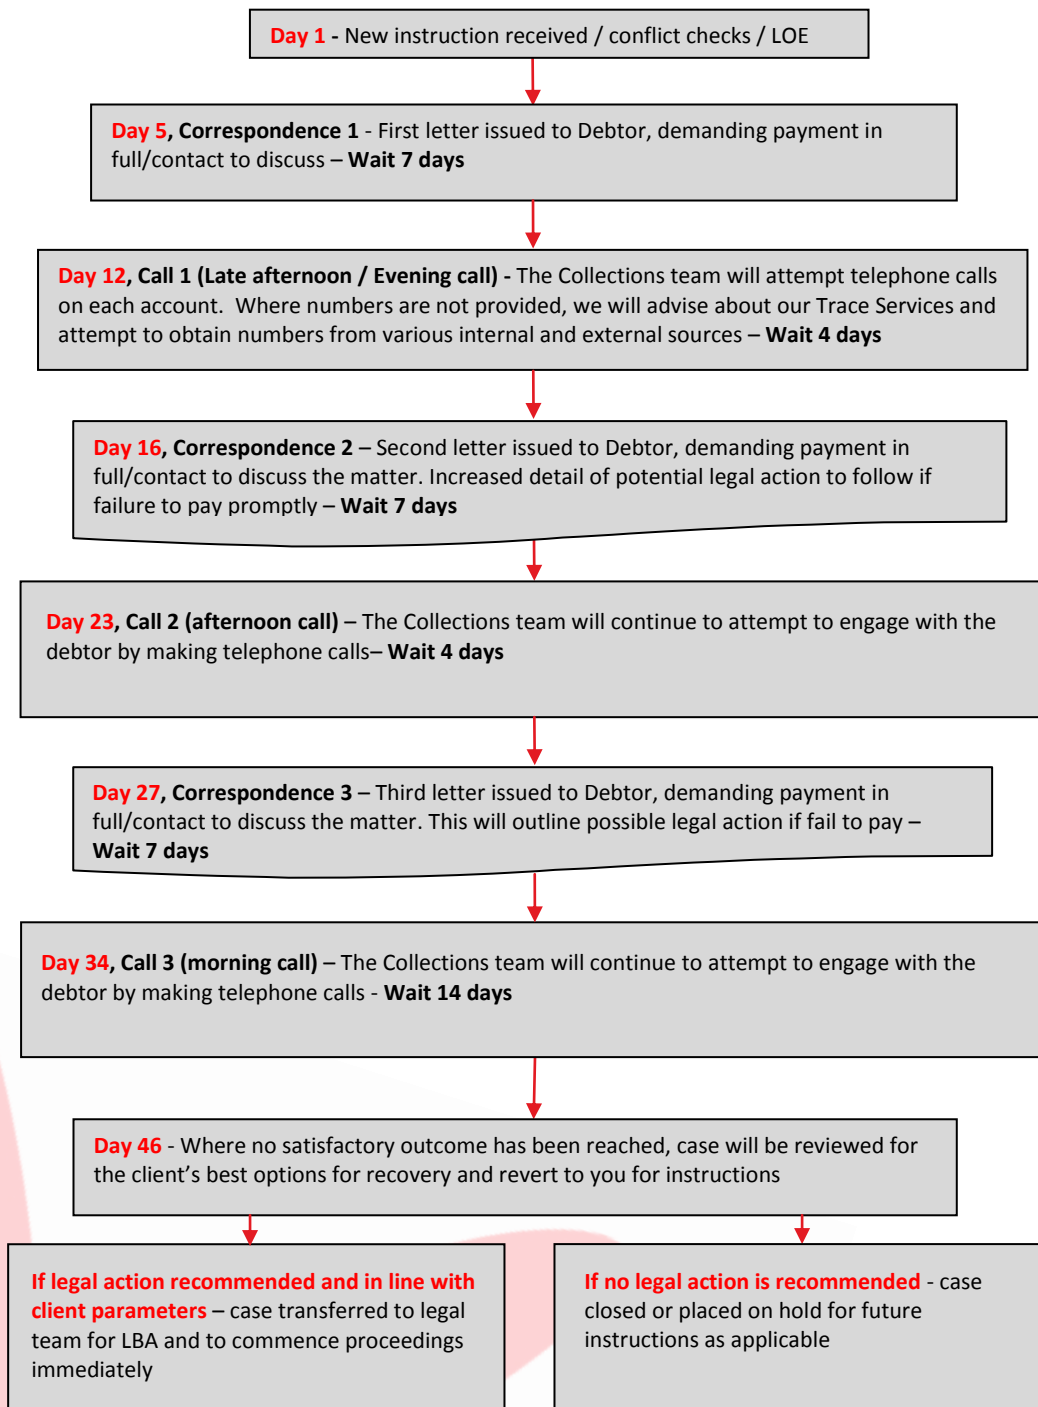 Day 1 - New instruction received / conflict checks / LOE
Day 5, Correspondence 1 - First letter issued to Debtor, demanding payment in
full/contact to discuss – Wait 7 days
Day 12, Call 1 (Late afternoon / Evening call) - The Collections team will attempt telephone calls
on each account.  Where numbers are not provided, we will advise about our Trace Services and
attempt to obtain numbers from various internal and external sources – Wait 4 days
Day 16, Correspondence 2 – Second letter issued to Debtor, demanding payment in
full/contact to discuss the matter. Increased detail of potential legal action to follow if
failure to pay promptly – Wait 7 days
Day 23, Call 2 (afternoon call) – The Collections team will continue to attempt to engage with the
debtor by making telephone calls– Wait 4 days
Day 27, Correspondence 3 – Third letter issued to Debtor, demanding payment in
full/contact to discuss the matter. This will outline possible legal action if fail to pay –
Wait 7 days
Day 34, Call 3 (morning call) – The Collections team will continue to attempt to engage with the
debtor by making telephone calls - Wait 14 days
Day 46 - Where no satisfactory outcome has been reached, case will be reviewed for
the client’s best options for recovery and revert to you for instructions
If legal action recommended and in line with
client parameters – case transferred to legal
team for LBA and to commence proceedings
immediately
If no legal action is recommended - case
closed or placed on hold for future
instructions as applicable